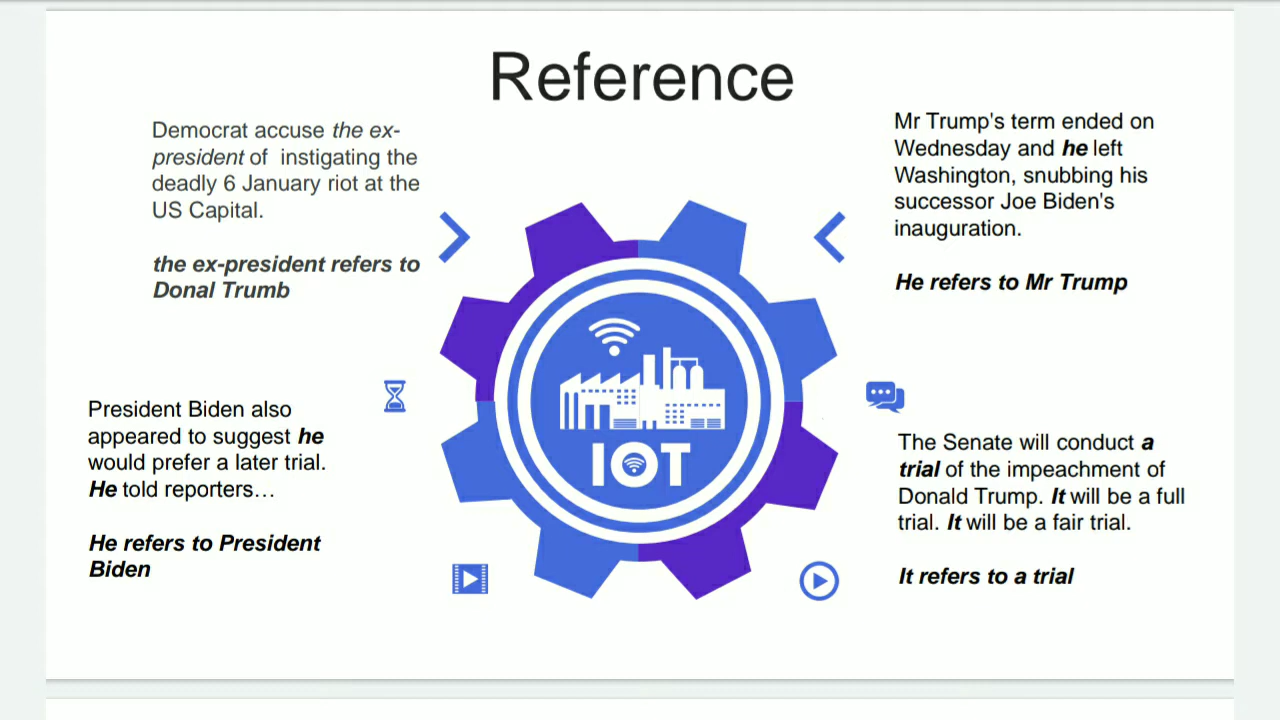 Reference
Democrat accuse the ex-
president of instigating the
deadly 6 January riot at the
US Capital.
the ex-president refers to
Donal Trumb
Mr Trump's term ended on
Wednesday and he left
Washington, snubbing his
successor Joe Biden's
inauguration.
He refers to Mr Trump
President Biden also
appeared to suggest he
would prefer a later trial.
He told reporters…
He refers to President
Biden
IOT
The Senate will conduct a
trial of the impeachment of
Donald Trump. It will be a full
trial. It will be a fair trial.
It refers to a trial